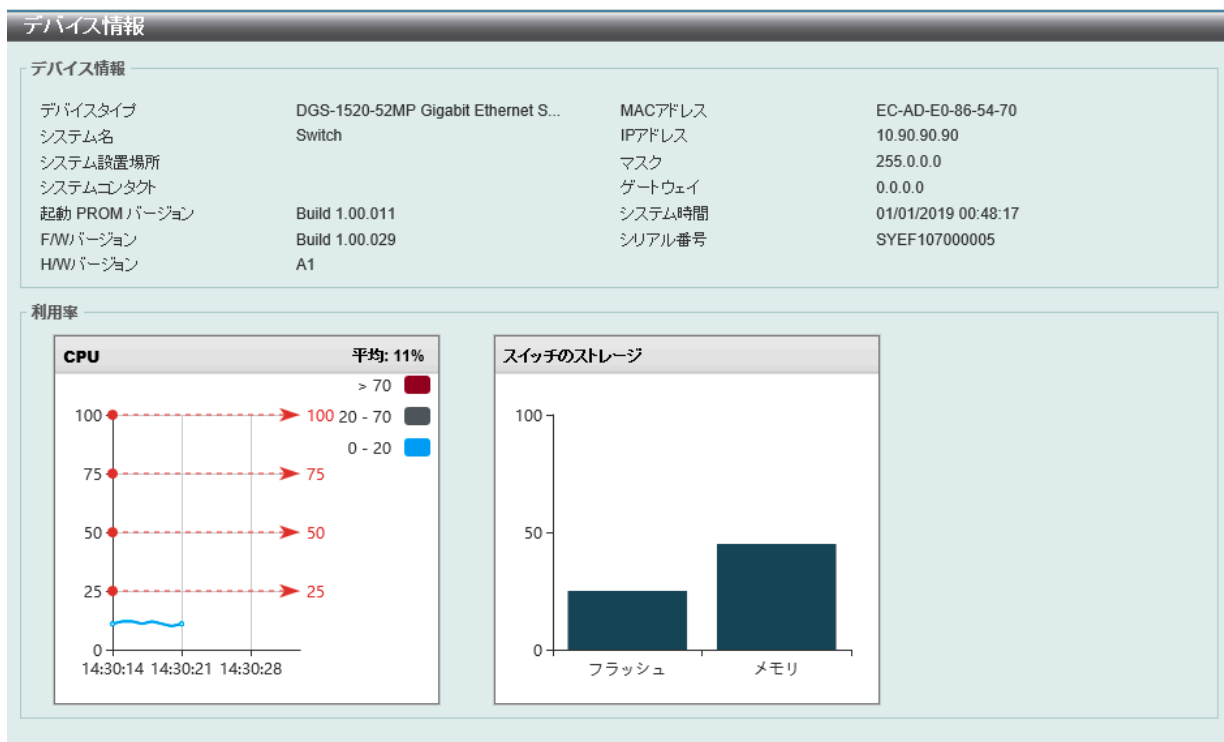 デバイス情報
デバイス情報
デバイスタイプ DGS-1520-52MP Gigabit Ethernet S... MACアドレス EC-AD-E0-86-54-70
システム名 Switch IPアドレス 10.90.90.90
システム設置場所 マスク 255.0.0.0
システムコンタクト ゲートウェイ 0.0.0.0
起動 PROM バージョン Build 1.00.011 システム時間 01/01/2019 00:48:17
F/Wバージョン Build 1.00.029 シリアル番号 SYEF107000005
H/Wバージョン A1
利用率
CPU 平均: 11%
> 70
100 100 20 - 70
0 - 20
75 75
50 50
25 25
0
14:30:14 14:30:21 14:30:28
スイッチのストレージ
100
50
0
フラッシュ メモリ